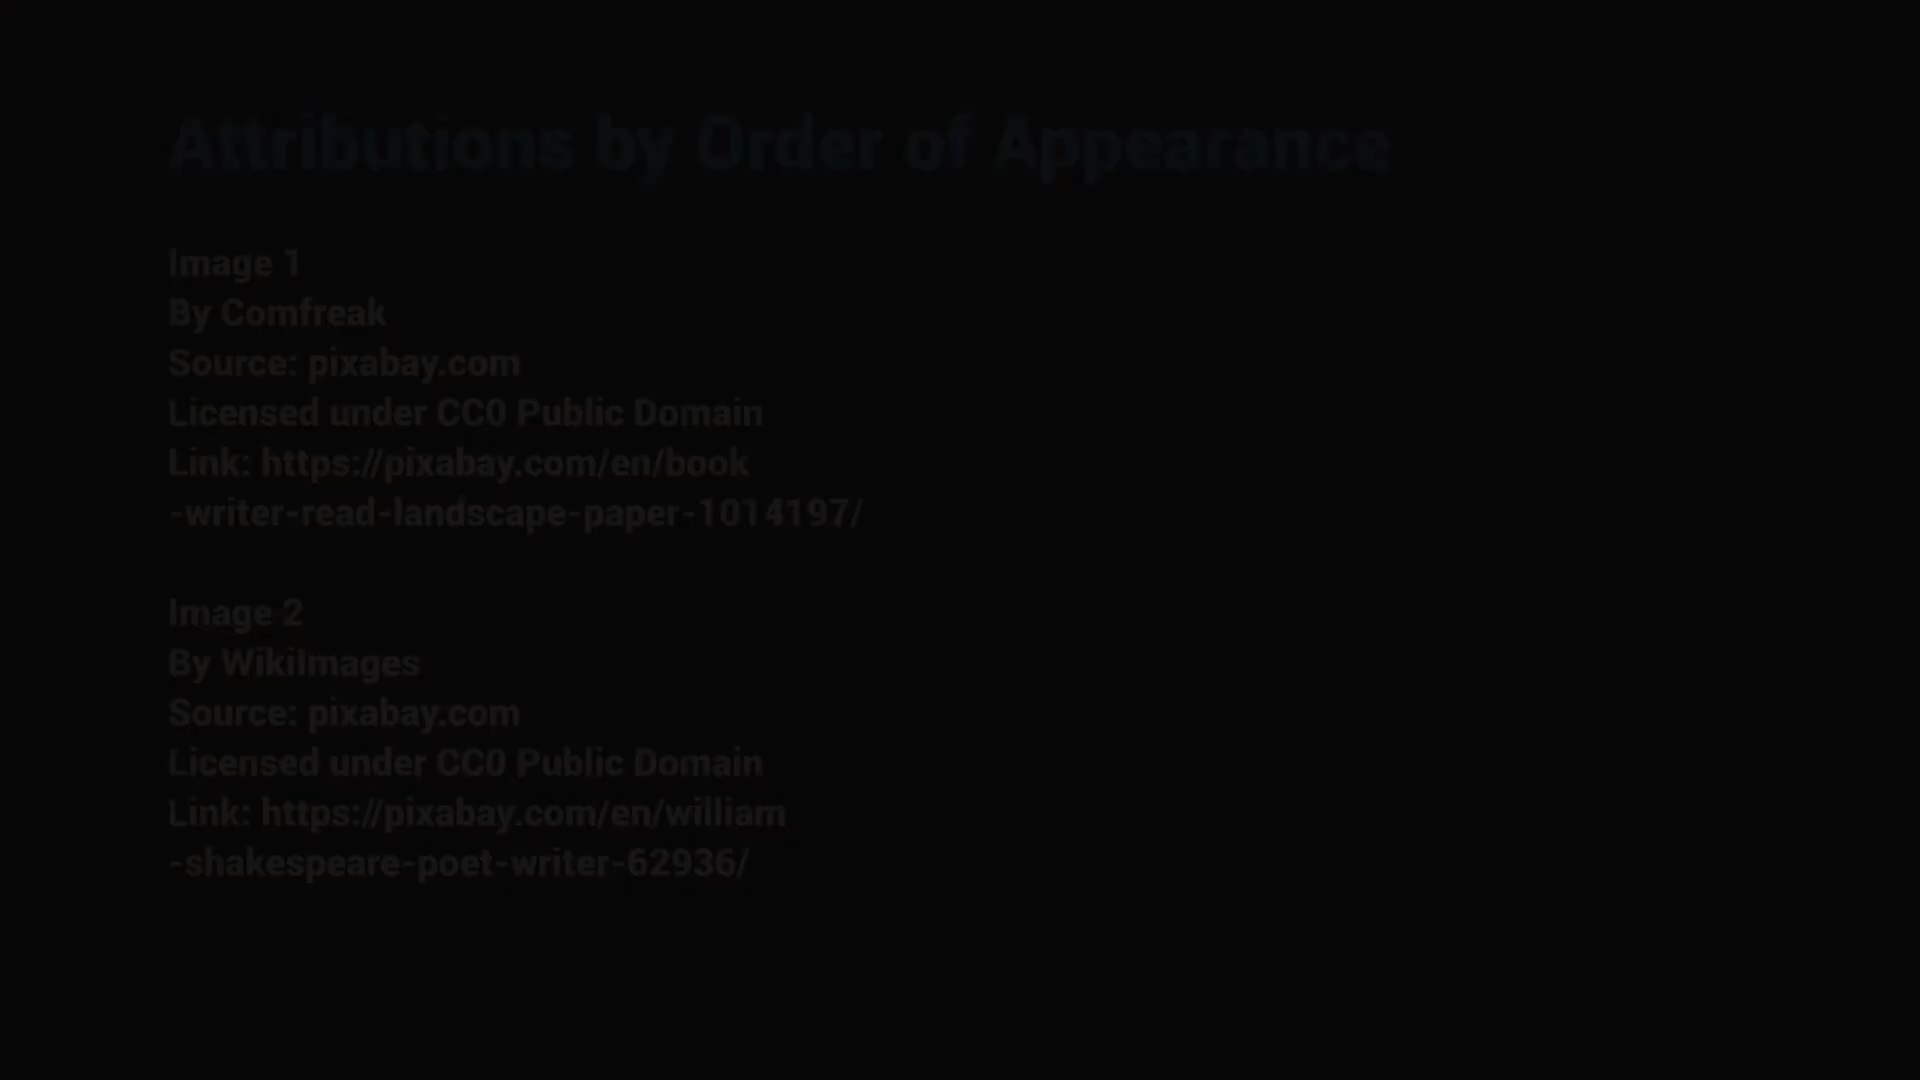 Attributions by Order of Appearance
Image 1
By Comfreak
Source: pixabay.com
Licensed under CC0 Public Domain
Link: https://pixabay.com/en/book
-writer-read-landscape-paper-1014197/
Image 2
By WikiImages
Source: pixabay.com
Licensed under CC0 Public Domain
Link: https://pixabay.com/en/william
-shakespeare-poet-writer-62936/